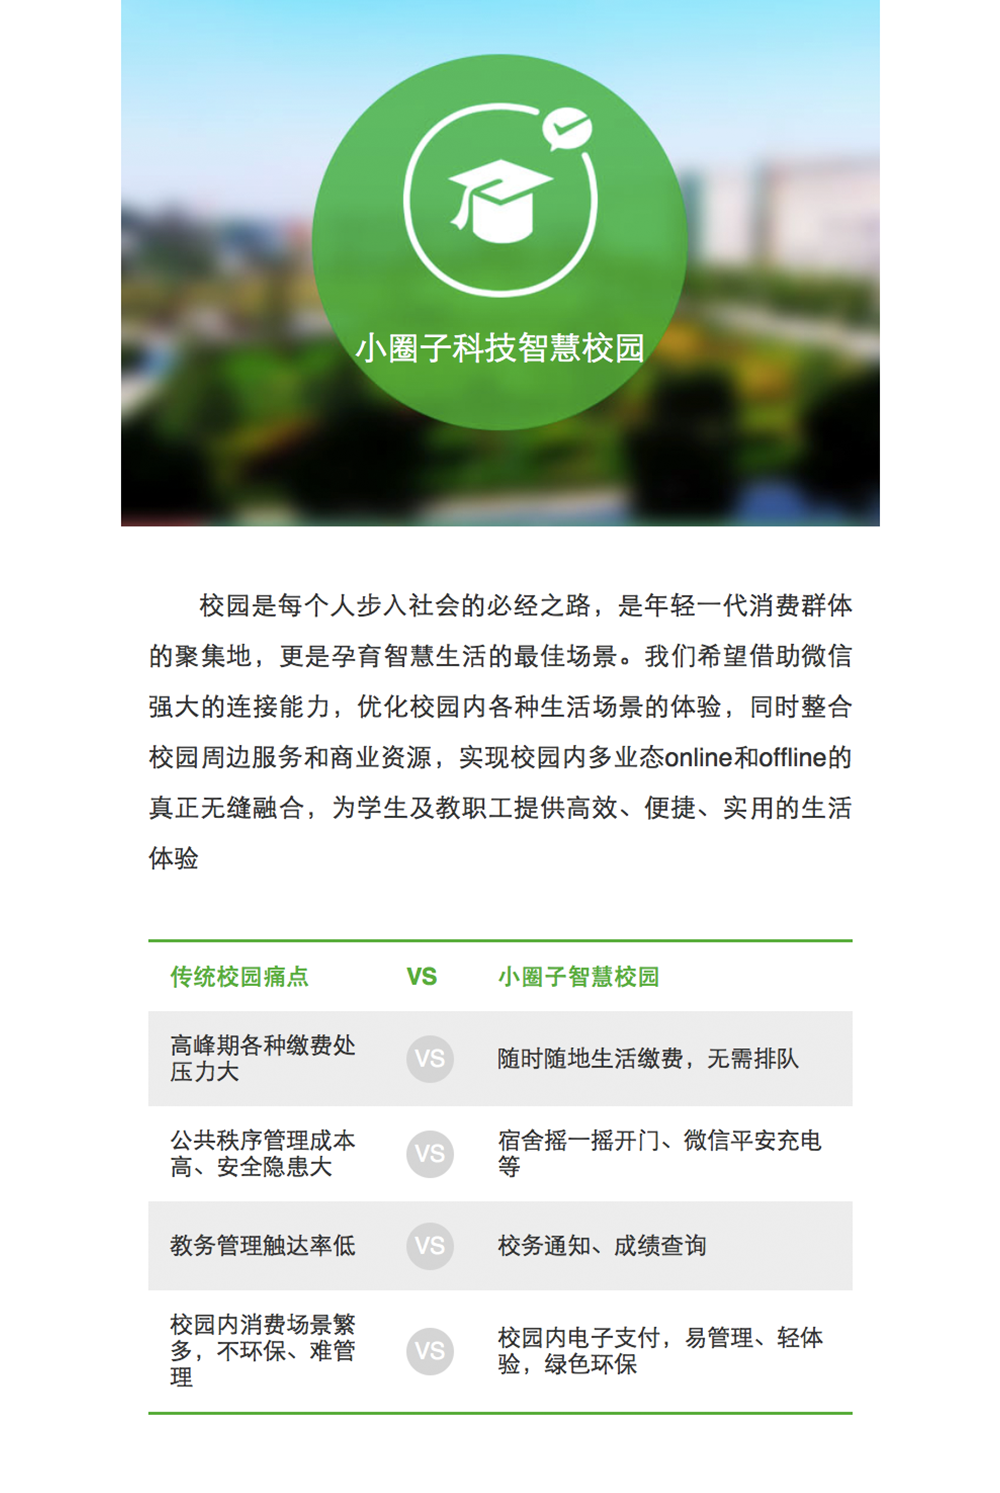 小圈子科技智慧校园
校园是每个人步入社会的必经之路，是年轻一代消费群体
的聚集地，更是孕育智慧生活的最佳场景。我们希望借助微信
强大的连接能力，优化校园内各种生活场景的体验，同时整合
校园周边服务和商业资源，实现校园内多业态online和offline的
真正无缝融合，为学生及教职工提供高效、便捷、实用的生活
体验
传统校园痛点 VS 小圈子智慧校园
高峰期各种缴费处
压力大
VS
随时随地生活缴费，无需排队
公共秩序管理成本
高、安全隐患大
VS
宿舍摇一摇开门、微信平安充电
等
教务管理触达率低
VS
校务通知、成绩查询
校园内消费场景繁
多，不环保、难管
理
VS
校园内电子支付，易管理、轻体
验，绿色环保